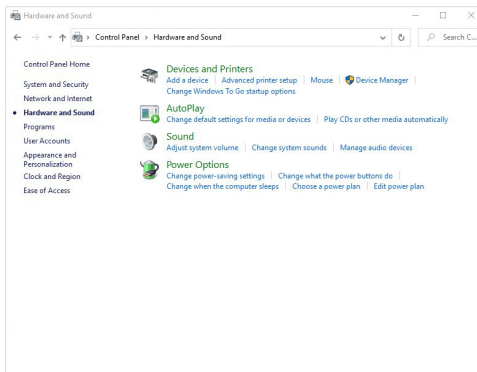 Hardware and Sound
Control Panel > Hardware and Sound
Search C...
Control Panel Home
System and Security
Network and Internet
Hardware and Sound
Programs
User Accounts
Appearance and
Personalization
Clock and Region
Ease of Access
Devices and Printers
Add a device | Advanced printer setup | Mouse | Device Manager |
Change Windows To Go startup options
AutoPlay
Change default settings for media or devices | Play CDs or other media automatically
Sound
Adjust system volume | Change system sounds | Manage audio devices
Power Options
Change power-saving settings | Change what the power buttons do |
Change when the computer sleeps | Choose a power plan | Edit power plan